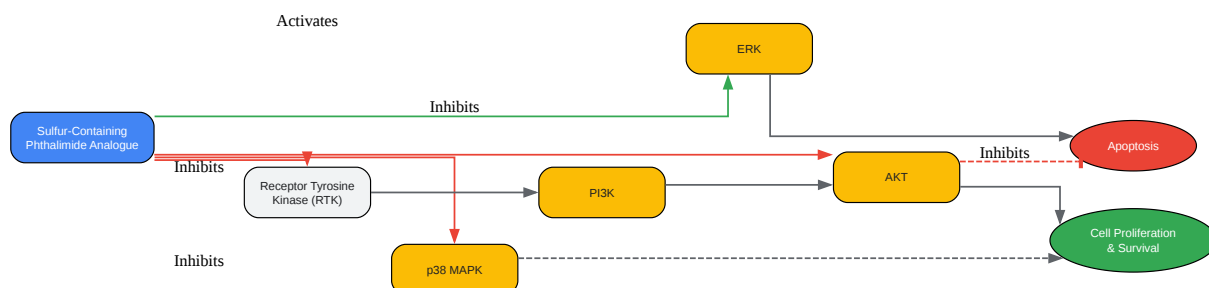 Activates
ERK
Inhibits
Sulfur-Containing
Phthalimide Analogue
Inhibits
Inhibits
Apoptosis
Receptor Tyrosine
Kinase (RTK)
PI3K
AKT
Cell Proliferation
& Survival
Inhibits
p38 MAPK